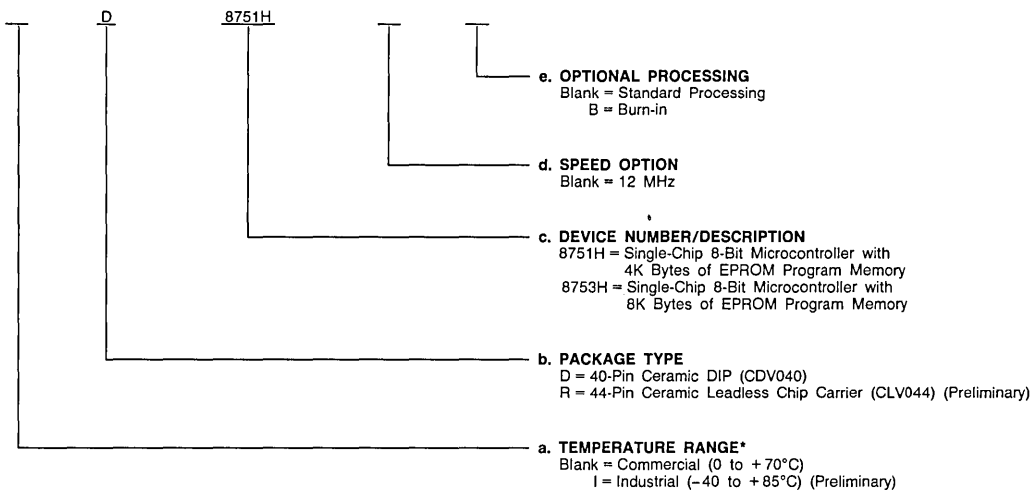 D 8751H
e. OPTIONAL PROCESSING
Blank = Standard Processing
B = Burn-in
d. SPEED OPTION
Blank = 12 MHz
c. DEVICE NUMBER/DESCRIPTION
8751H = Single-Chip 8-Bit Microcontroller with
4K Bytes of EPROM Program Memory
8753H = Single-Chip 8-Bit Microcontroller with
8K Bytes of EPROM Program Memory
b. PACKAGE TYPE
D = 40-Pin Ceramic DIP (CDV040)
R = 44-Pin Ceramic Leadless Chip Carrier (CLV044) (Preliminary)
a. TEMPERATURE RANGE*
Blank = Commercial (0 to +70°C)
I = Industrial (-40 to +85°C) (Preliminary)